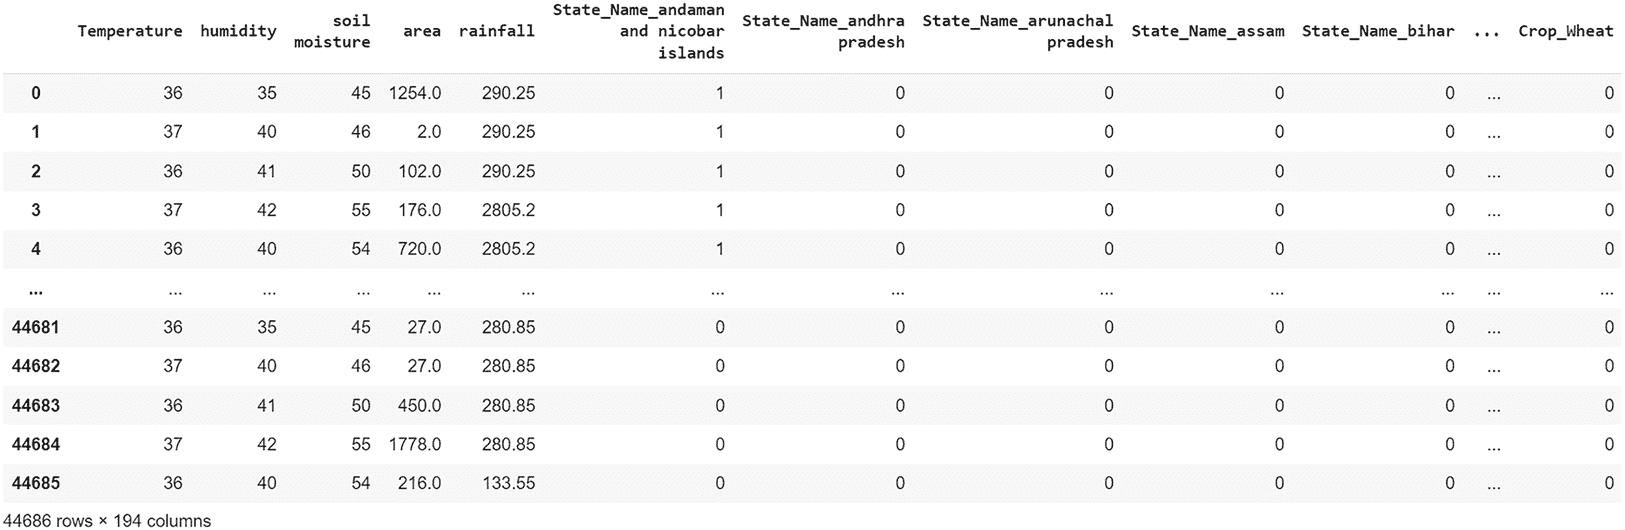 Temperature humidity soil moisture area rainfall State_Name_andaman and nicobar islands State_Name_andhra pradesh State_Name_arunachal pradesh State_Name_assam State_Name_bihar ... Crop_Wheat
0 36 35 45 1254.0 290.25 1 0 0 0 0 ... 0
1 37 40 46 2.0 290.25 1 0 0 0 0 ... 0
2 36 41 50 102.0 290.25 1 0 0 0 0 ... 0
3 37 42 55 176.0 2805.2 1 0 0 0 0 ... 0
4 36 40 54 720.0 2805.2 1 0 0 0 0 ... 0
... ... ... ... ... ... ... ... ... ... ... ... ...
44681 36 35 45 27.0 280.85 0 0 0 0 0 ... 0
44682 37 40 46 27.0 280.85 0 0 0 0 0 ... 0
44683 36 41 50 450.0 280.85 0 0 0 0 0 ... 0
44684 37 42 55 1778.0 280.85 0 0 0 0 0 ... 0
44685 36 40 54 216.0 133.55 0 0 0 0 0 ... 0
44686 rows × 194 columns